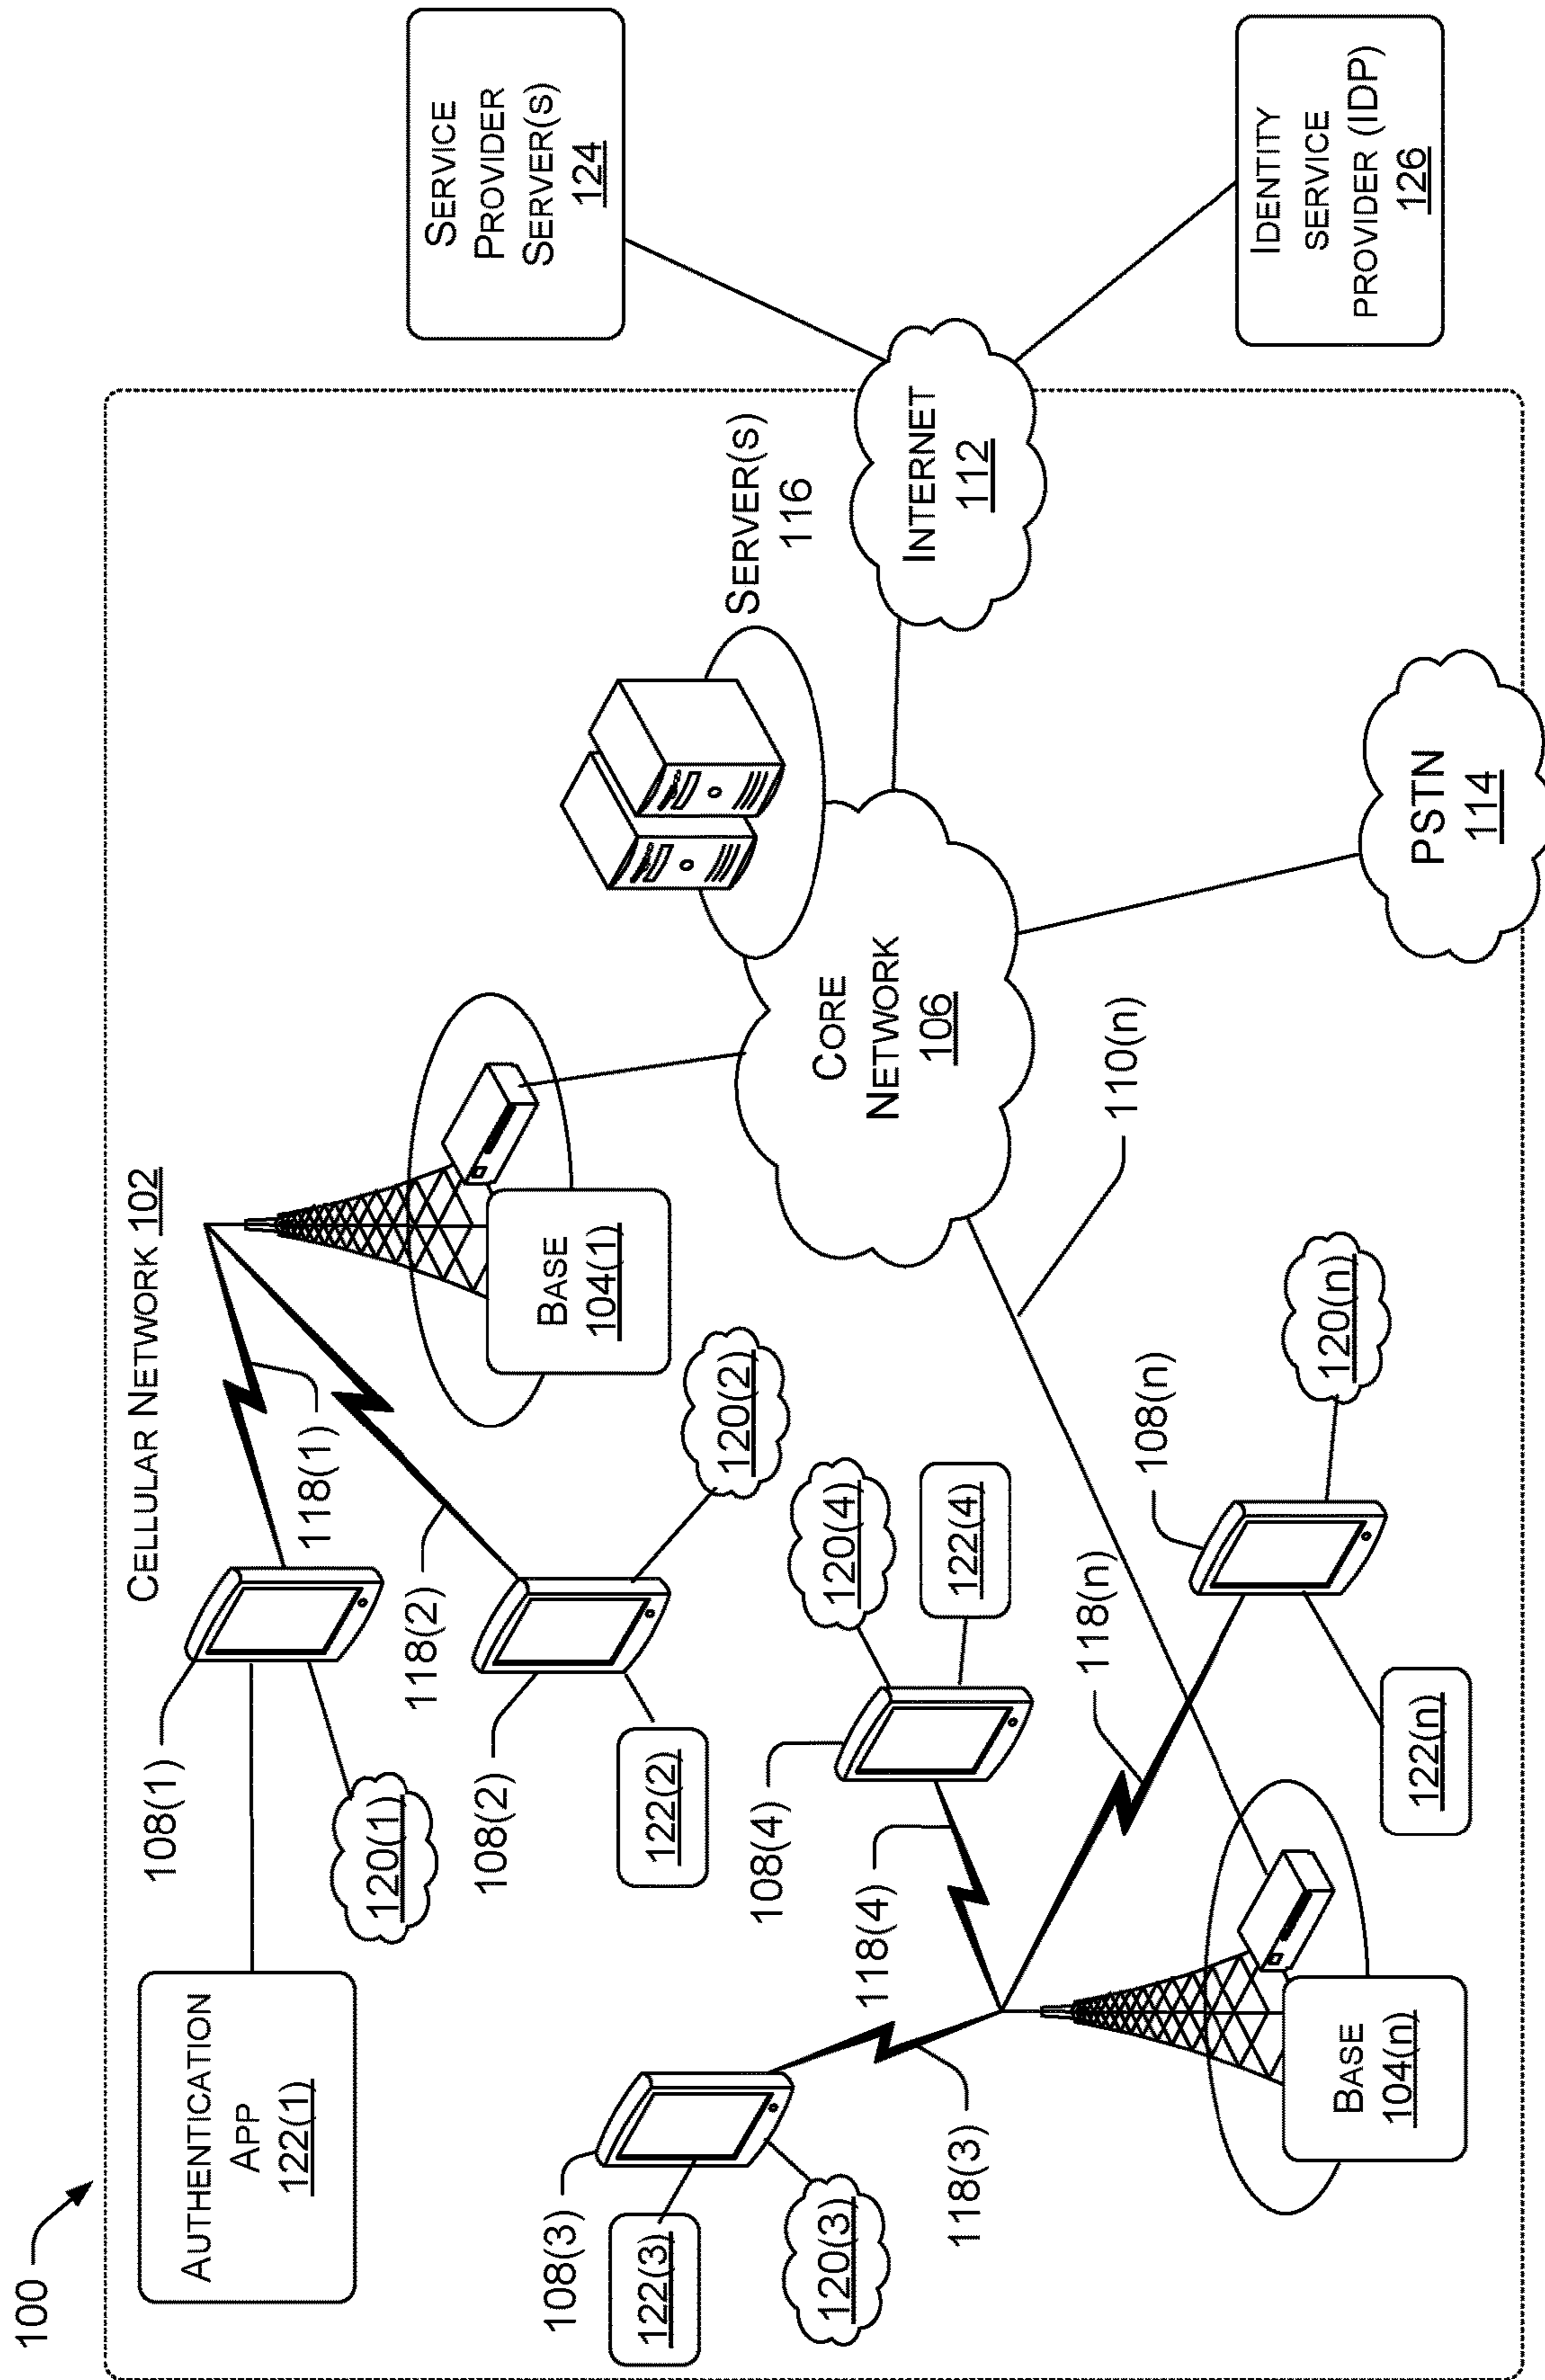 100
CELLULAR NETWORK 102
AUTHENTICATION
APP
122(1)
108(1)
118(1)
120(1)
118(2)
108(2)
120(2)
122(2)
BASE
104(1)
SERVER(S)
116
SERVICE
PROVIDER
SERVER(S)
124
108(3)
122(3)
120(3)
118(3)
108(4)
118(4)
120(4)
122(4)
CORE
NETWORK
106
INTERNET
112
110(n)
118(n)
108(n)
120(n)
122(n)
BASE
104(n)
PSTN
114
IDENTITY
SERVICE
PROVIDER (IDP)
126